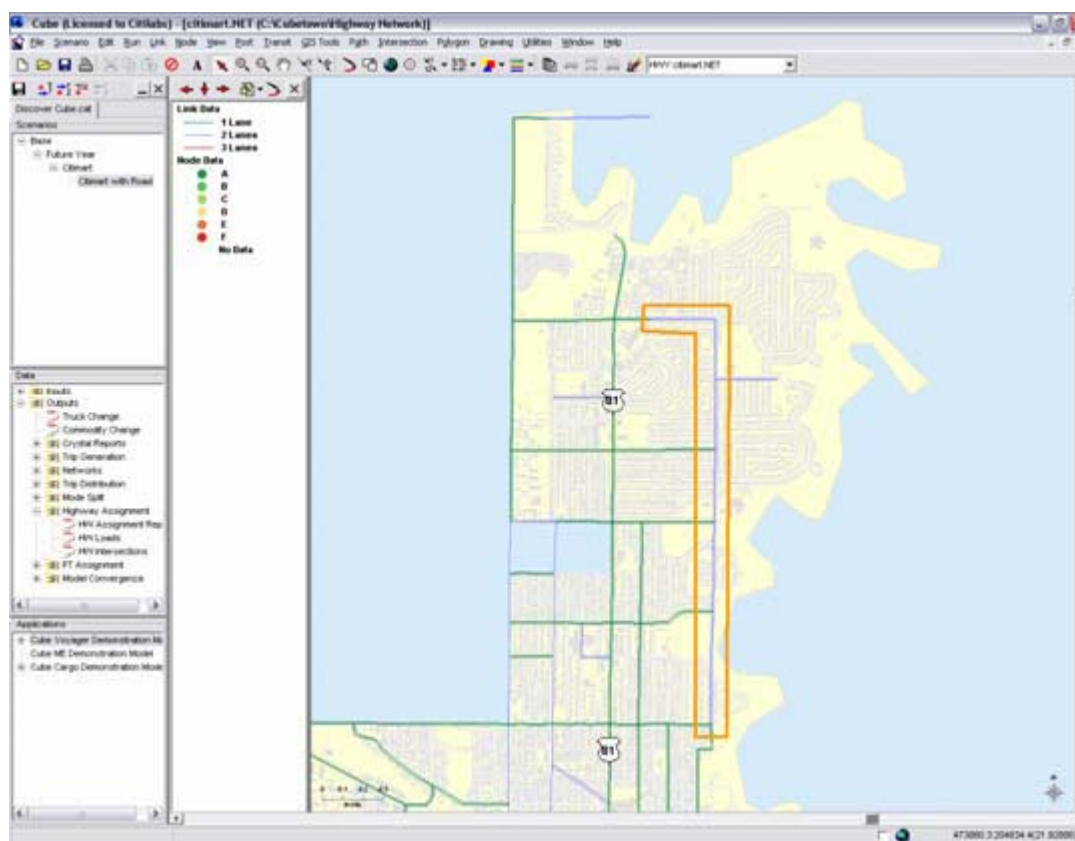 Cube (Licensed to Citilabs) - [citimart.NET (C:\Cubetown\Highway Network)]
File Scenario Edit Run Link Node View Post Transit GIS Tools Path Intersection Polygon Drawing Utilities Window Help
HWY citimart.NET
Discover Cube.cat
Scenarios
Base
Future Year
Citimart
Citimart with Road
Data
Inputs
Outputs
Truck Change
Commodity Change
Crystal Reports
Trip Generation
Networks
Trip Distribution
Mode Split
Highway Assignment
HWY Assignment Rep
HWY Loads
HWY Intersections
PT Assignment
Model Convergence
Applications
Cube Voyager Demonstration Mo
Cube ME Demonstration Model
Cube Cargo Demonstration Mode
Link Data
1 Lane
2 Lanes
3 Lanes
Node Data
A
B
C
D
E
F
No Data
81
81